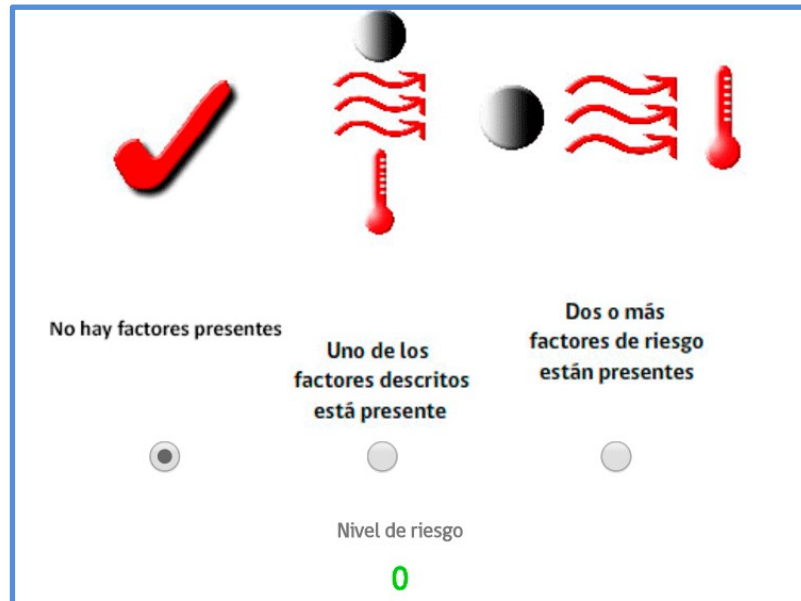 No hay factores presentes
Uno de los
factores descritos
está presente
Dos o más
factores de riesgo
están presentes
Nivel de riesgo
0